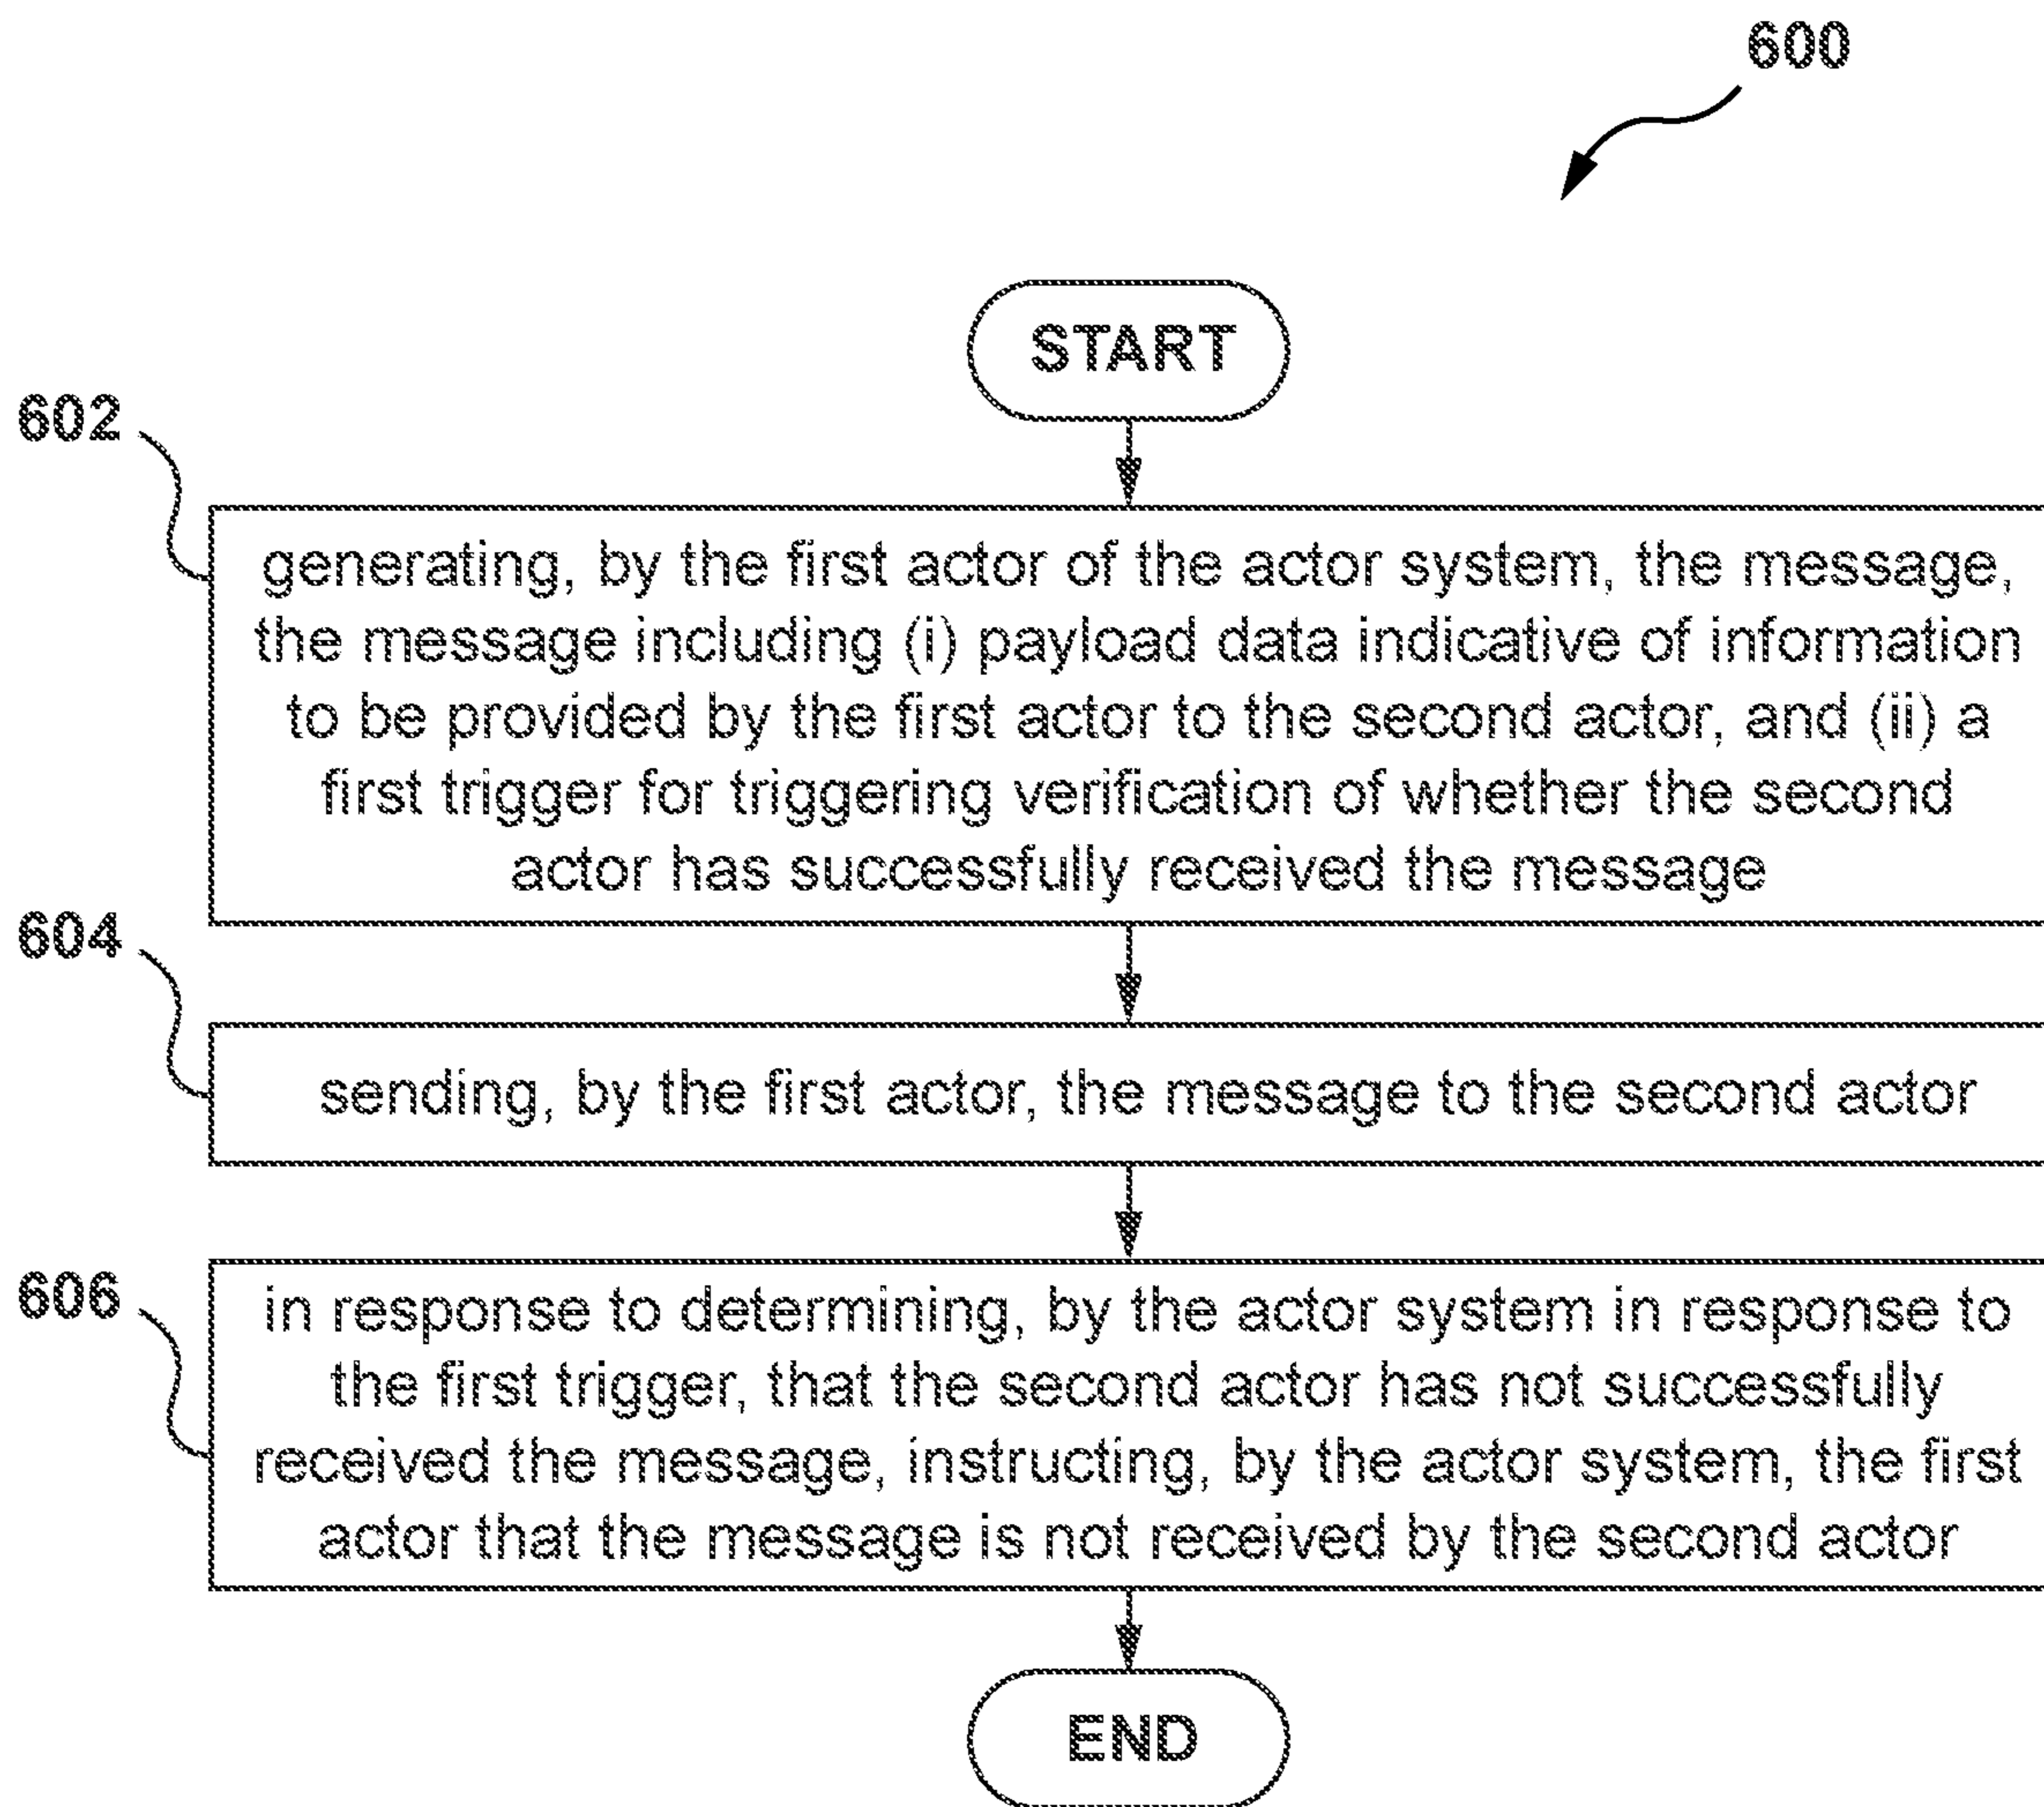 600
START
602
generating, by the first actor of the actor system, the message,
the message including (i) payload data indicative of information
to be provided by the first actor to the second actor, and (ii) a
first trigger for triggering verification of whether the second
actor has successfully received the message
604
sending, by the first actor, the message to the second actor
606
in response to determining, by the actor system in response to
the first trigger, that the second actor has not successfully
received the message, instructing, by the actor system, the first
actor that the message is not received by the second actor
END